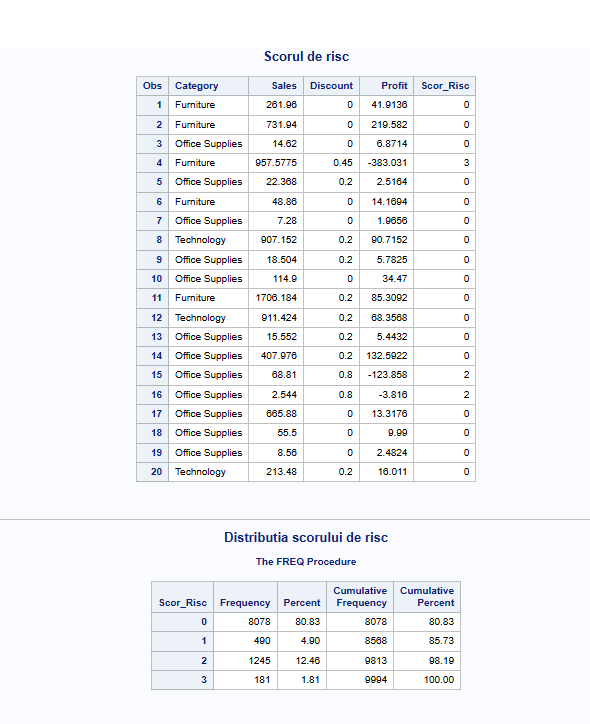 Scorul de risc
Obs Category Sales Discount Profit Scor_Risc
1 Furniture 261.96 0 41.9136 0
2 Furniture 731.94 0 219.582 0
3 Office Supplies 14.62 0 6.8714 0
4 Furniture 957.5775 0.45 -383.031 3
5 Office Supplies 22.368 0.2 2.5164 0
6 Furniture 48.86 0 14.1694 0
7 Office Supplies 7.28 0 1.9656 0
8 Technology 907.152 0.2 90.7152 0
9 Office Supplies 18.504 0.2 5.7825 0
10 Office Supplies 114.9 0 34.47 0
11 Furniture 1706.184 0.2 85.3092 0
12 Technology 911.424 0.2 68.3568 0
13 Office Supplies 15.552 0.2 5.4432 0
14 Office Supplies 407.976 0.2 132.5922 0
15 Office Supplies 68.81 0.8 -123.858 2
16 Office Supplies 2.544 0.8 -3.816 2
17 Office Supplies 665.88 0 13.3176 0
18 Office Supplies 55.5 0 9.99 0
19 Office Supplies 8.56 0 2.4824 0
20 Technology 213.48 0.2 16.011 0
Distributia scorului de risc
The FREQ Procedure
Scor_Risc Frequency Percent Cumulative Frequency Cumulative Percent
0 8078 80.83 8078 80.83
1 490 4.90 8568 85.73
2 1245 12.46 9813 98.19
3 181 1.81 9994 100.00